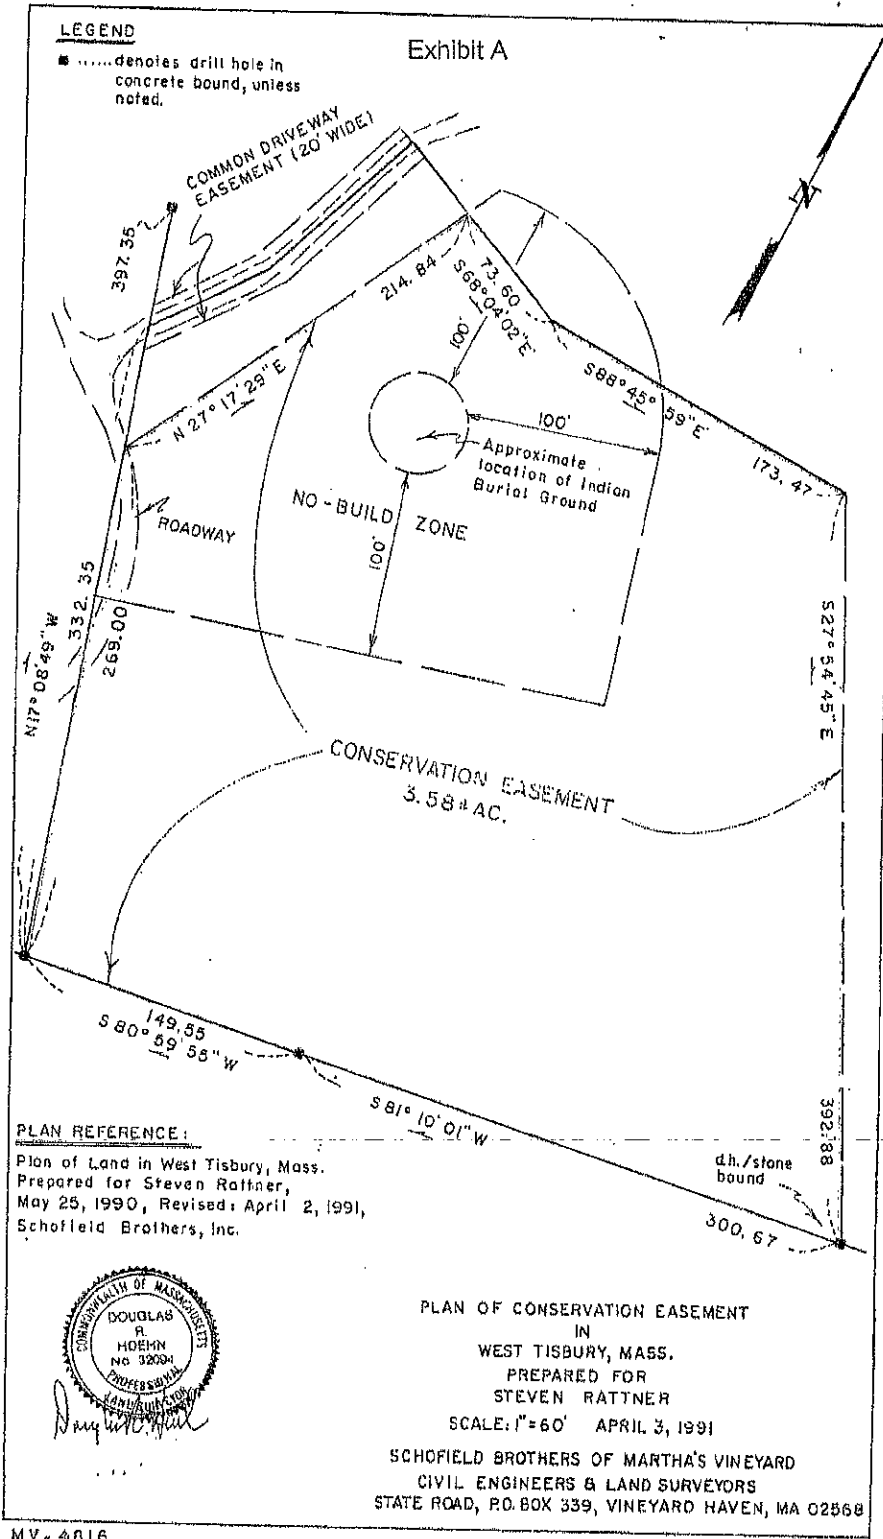 LEGEND
Exhibit A
.....denotes drill hole in
concrete bound, unless
noted.
COMMON DRIVEWAY
EASEMENT (20' WIDE)
N
397.35
214.84
73.60
S68°04'02"E
100'
N 27° 17' 29" E
S88° 45' 59" E
173.47
100'
Approximate
location of Indian
Burial Ground
NO-BUILD ZONE
100'
ROADWAY
N17° 08' 49" W
332.35
269.00
S27° 54' 45" E
392.88
CONSERVATION EASEMENT
3.58± AC.
149.55
S 80° 59' 55" W
S 81° 10' 01" W
d.h./stone
bound
300.67
PLAN REFERENCE:
Plan of Land in West Tisbury, Mass.
Prepared for Steven Rattner,
May 25, 1990, Revised: April 2, 1991,
Schofield Brothers, Inc.
COMMONWEALTH OF MASSACHUSETTS
DOUGLAS
R.
HOEHN
No 32094
PROFESSIONAL
LAND SURVEYOR
PLAN OF CONSERVATION EASEMENT
IN
WEST TISBURY, MASS.
PREPARED FOR
STEVEN RATTNER
SCALE: 1"=60' APRIL 3, 1991
SCHOFIELD BROTHERS OF MARTHA'S VINEYARD
CIVIL ENGINEERS & LAND SURVEYORS
STATE ROAD, P.O. BOX 339, VINEYARD HAVEN, MA 02568
MV-4816